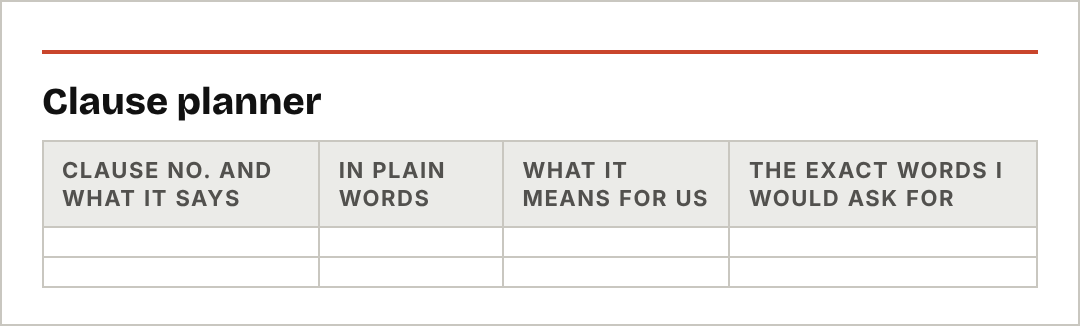 Clause planner
CLAUSE NO. AND
WHAT IT SAYS
IN PLAIN
WORDS
WHAT IT
MEANS FOR US
THE EXACT WORDS I
WOULD ASK FOR